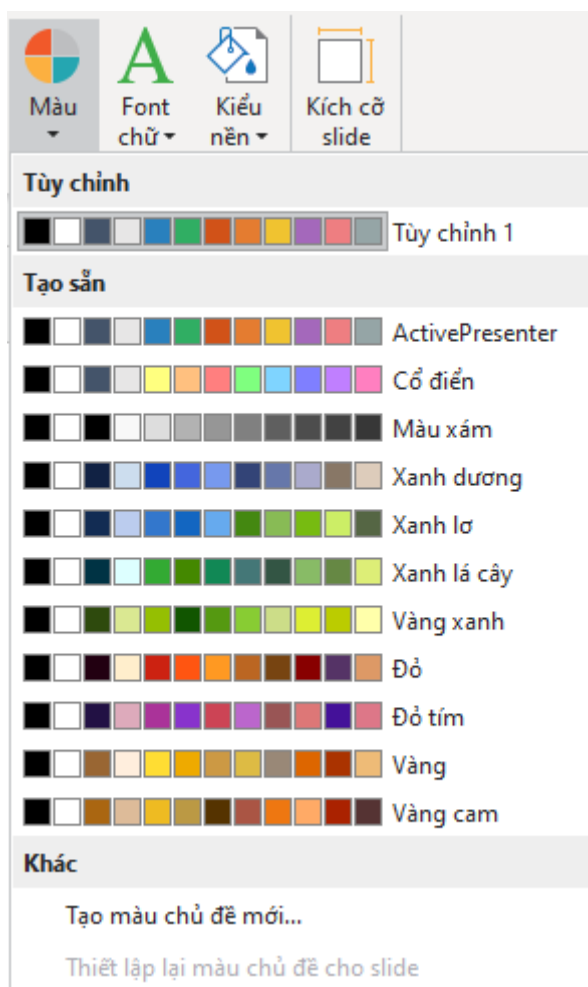 Màu
Font chữ
Kiểu nền
Kích cỡ slide
Tùy chỉnh
Tùy chỉnh 1
Tạo sẵn
ActivePresenter
Cổ điển
Màu xám
Xanh dương
Xanh lơ
Xanh lá cây
Vàng xanh
Đỏ
Đỏ tím
Vàng
Vàng cam
Khác
Tạo màu chủ đề mới...
Thiết lập lại màu chủ đề cho slide